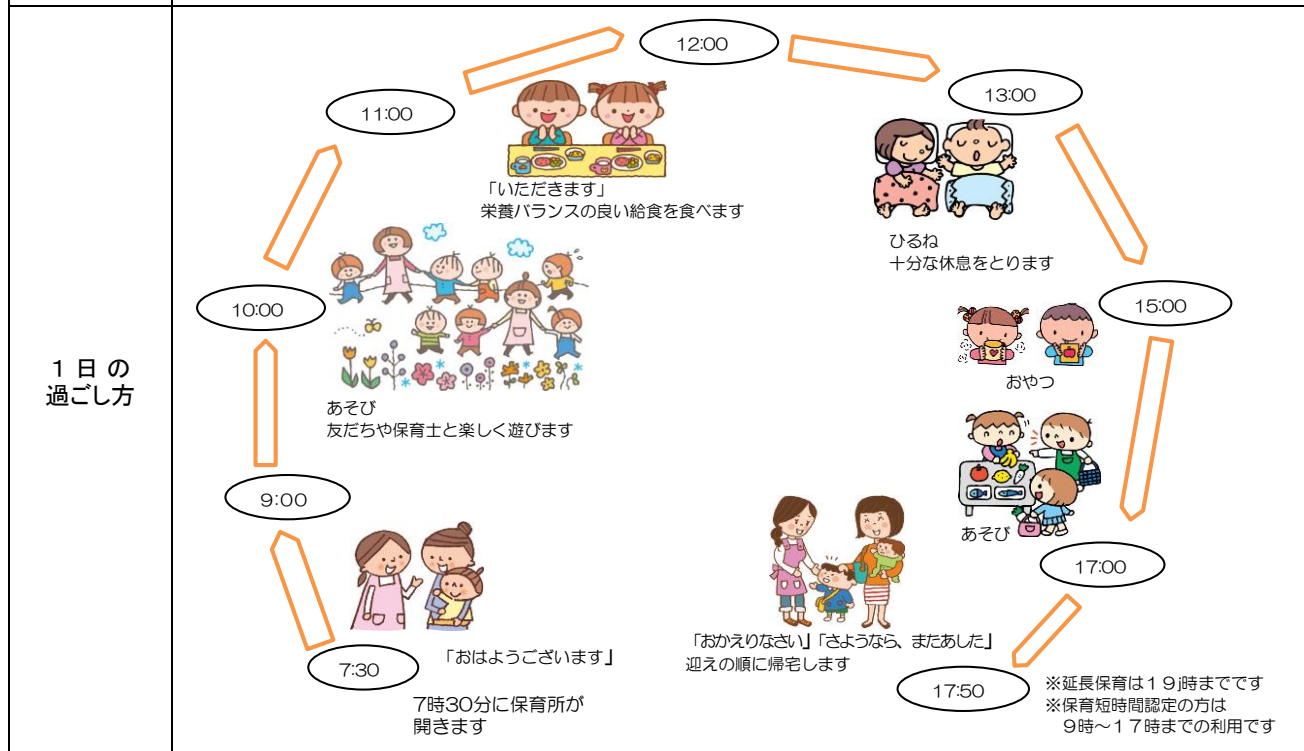 1日の
過ごし方
7:30
「おはようございます」
7時30分に保育所が
開きます
9:00
10:00
あそび
友だちや保育士と楽しく遊びます
11:00
「いただきます」
栄養バランスの良い給食を食べます
12:00
13:00
ひるね
十分な休息をとります
15:00
おやつ
あそび
17:00
「おかえりなさい」「さようなら、またあした」
迎えの順に帰宅します
17:50
※延長保育は19j時までです
※保育短時間認定の方は
9時～17時までの利用です